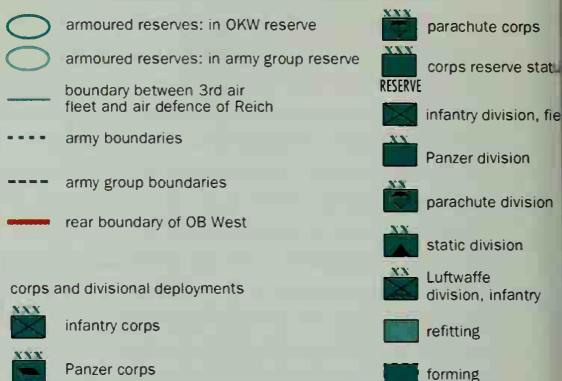 armoured reserves: in OKW reserve
armoured reserves: in army group reserve
boundary between 3rd air
fleet and air defence of Reich
army boundaries
army group boundaries
rear boundary of OB West
corps and divisional deployments
XXX
infantry corps
XXX
Panzer corps
XXX
parachute corps
XXX
corps reserve
RESERVE
infantry division,
XX
Panzer division
XX
parachute division
XX
static division
XX
Luftwaffe
division, infantry
refitting
forming